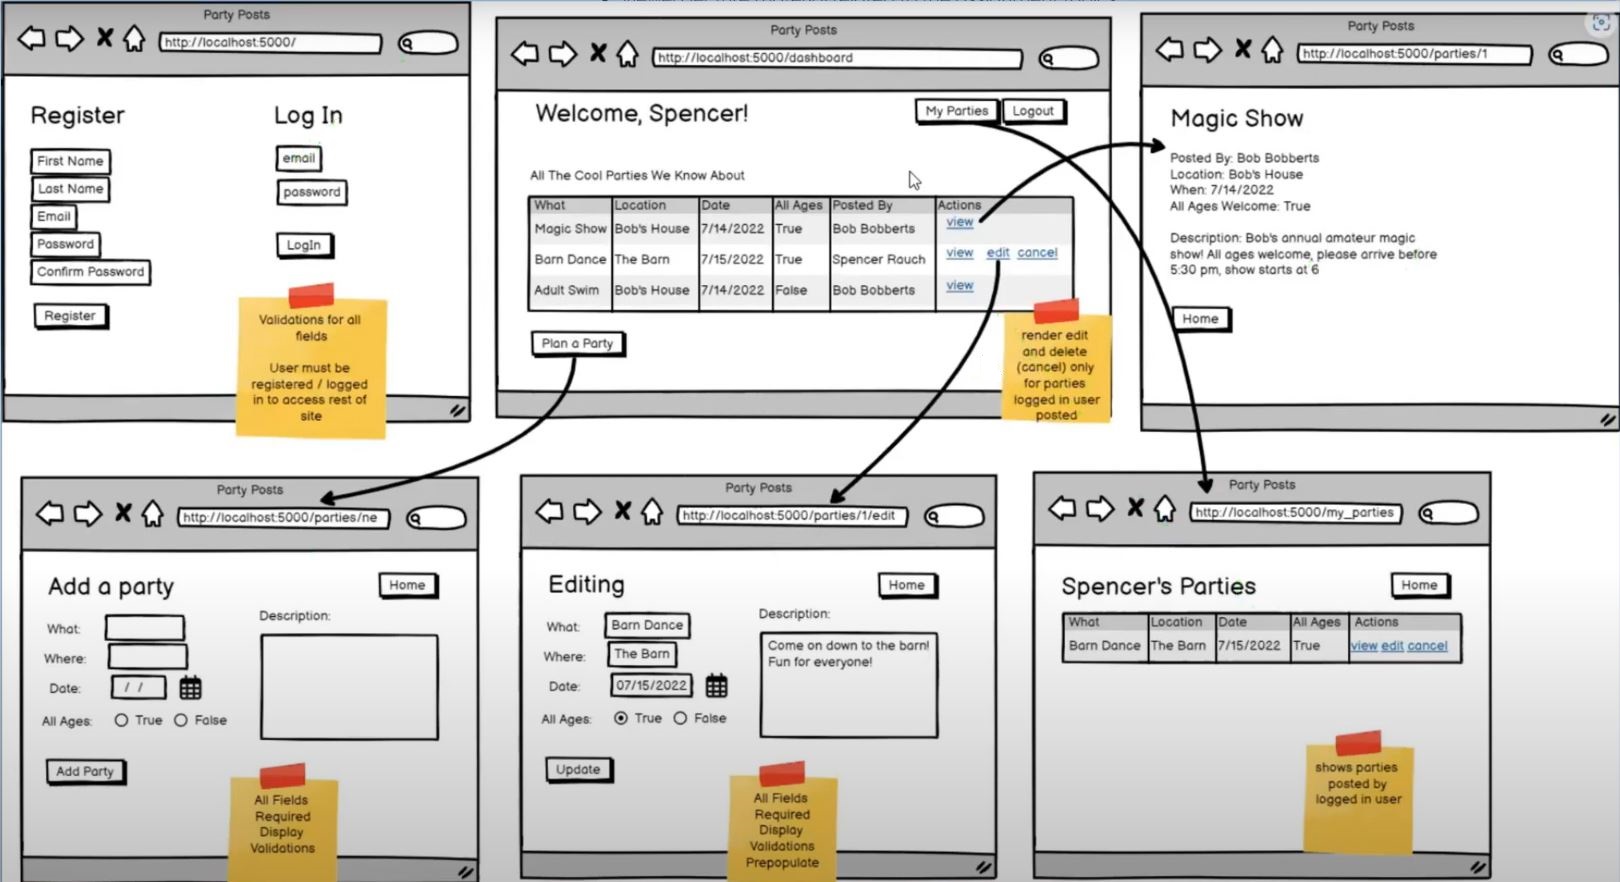 Party Posts
http://localhost:5000/
Register
Log In
First Name
Last Name
Email
Password
Confirm Password
Register
email
password
LogIn
Validations for all
fields
User must be
registered / logged
in to access rest of
site
Party Posts
http://localhost:5000/dashboard
Welcome, Spencer!
My Parties
Logout
All The Cool Parties We Know About
What Location Date All Ages Posted By Actions
Magic Show Bob's House 7/14/2022 True Bob Bobberts view
Barn Dance The Barn 7/15/2022 True Spencer Rauch view edit cancel
Adult Swim Bob's House 7/14/2022 False Bob Bobberts view
Plan a Party
render edit
and delete
(cancel) only
for parties
logged in user
posted
Party Posts
http://localhost:5000/parties/1
Magic Show
Posted By: Bob Bobberts
Location: Bob's House
When: 7/14/2022
All Ages Welcome: True
Description: Bob's annual amateur magic
show! All ages welcome, please arrive before
5:30 pm, show starts at 6
Home
Party Posts
http://localhost:5000/parties/ne
Add a party
Home
What:
Where:
Date: / /
All Ages: True False
Description:
Add Party
All Fields
Required
Display
Validations
Party Posts
http://localhost:5000/parties/1/edit
Editing
Home
What: Barn Dance
Where: The Barn
Date: 07/15/2022
All Ages: True False
Description:
Come on down to the barn!
Fun for everyone!
Update
All Fields
Required
Display
Validations
Prepopulate
Party Posts
http://localhost:5000/my_parties
Spencer's Parties
Home
What Location Date All Ages Actions
Barn Dance The Barn 7/15/2022 True view edit cancel
shows parties
posted by
logged in user